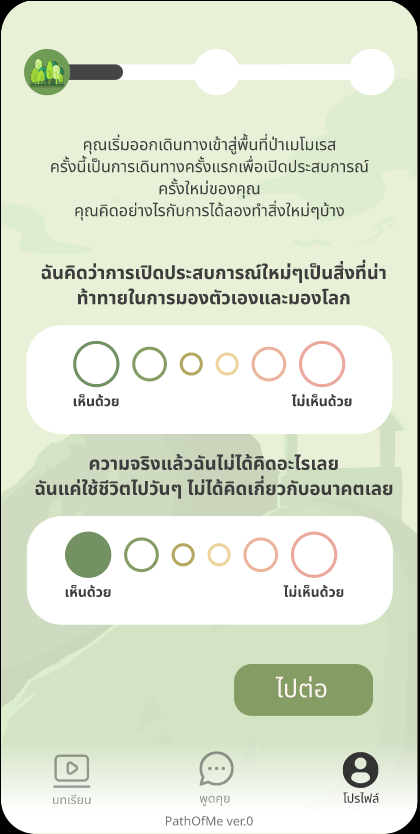 คุณเริ่มออกเดินทางเข้าสู่พื้นที่ป่าเมโมเรส
ครั้งนี้เป็นการเดินทางครั้งแรกเพื่อเปิดประสบการณ์
ครั้งใหม่ของคุณ
คุณคิดอย่างไรกับการได้ลองทำสิ่งใหม่ๆบ้าง
ฉันคิดว่าการเปิดประสบการณ์ใหม่ๆเป็นสิ่งที่น่า
ท้าทายในการมองตัวเองและมองโลก
เห็นด้วย
ไม่เห็นด้วย
ความจริงแล้วฉันไม่ได้คิดอะไรเลย
ฉันแค่ใช้ชีวิตไปวันๆ ไม่ได้คิดเกี่ยวกับอนาคตเลย
เห็นด้วย
ไม่เห็นด้วย
ไปต่อ
บทเรียน
พูดคุย
โปรไฟล์
PathOfMe ver.0